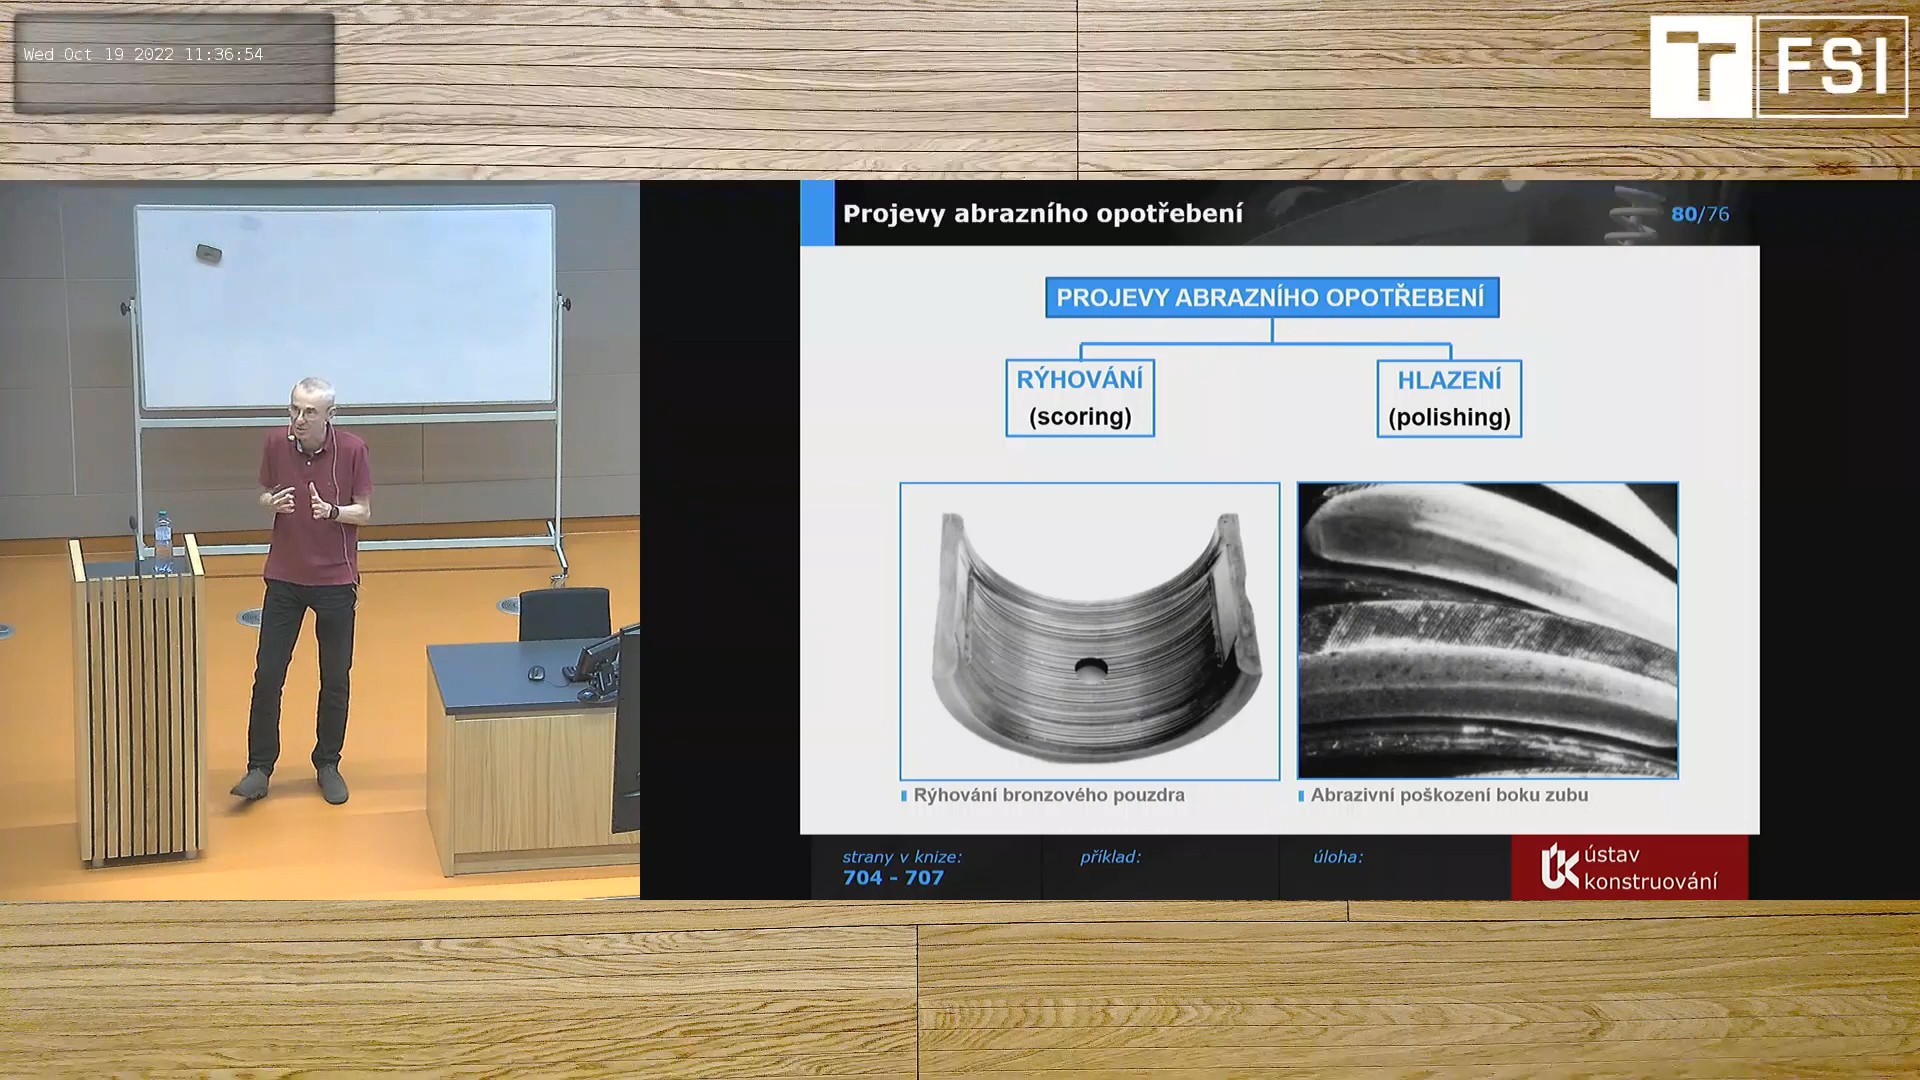 Wed Oct 19 2022 11:36:54
T FSI
Projevy abrazního opotřebení
80/76
PROJEVY ABRAZNÍHO OPOTŘEBENÍ
RÝHOVÁNÍ
(scoring)
HLAZENÍ
(polishing)
Rýhování bronzového pouzdra
Abrazivní poškození boku zubu
strany v knize:
704 - 707
příklad:
úloha:
ÚK ústav
konstruování